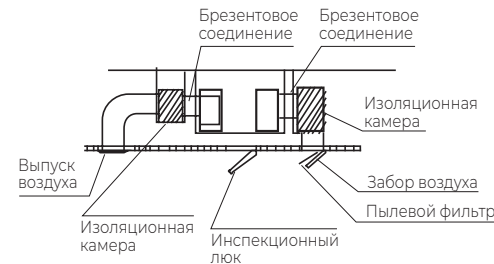 Брезентовое
соединение
Брезентовое
соединение
Изоляционная
камера
Выпуск
воздуха
Забор воздуха
Пылевой фильтр
Изоляционная
камера
Инспекционный
люк